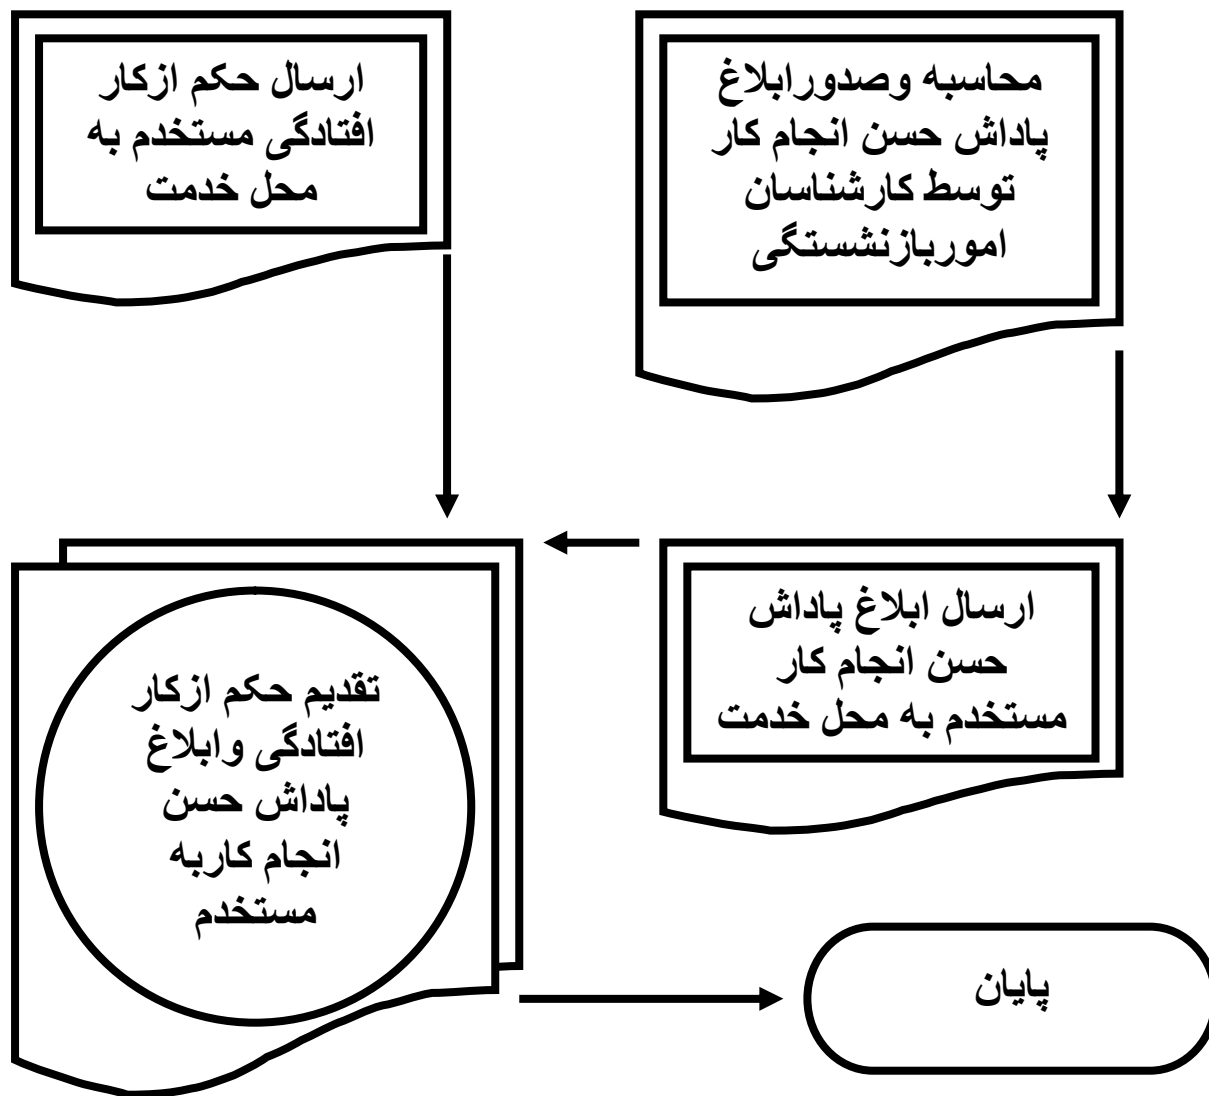 محاسبه وصدورابلاغ
پاداش حسن انجام کار
توسط کارشناسان
اموربازنشستگی
ارسال حکم ازکار
افتادگی مستخدم به
محل خدمت
ارسال ابلاغ پاداش
حسن انجام کار
مستخدم به محل خدمت
تقدیم حکم ازکار
افتادگی وابلاغ
پاداش حسن
انجام کاربه
مستخدم
پایان